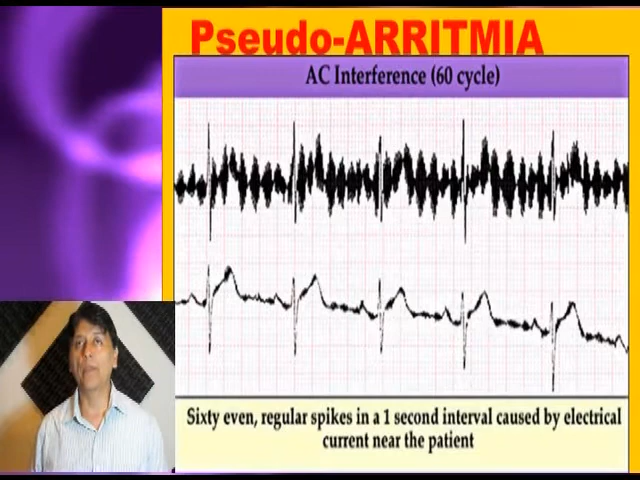 Pseudo-ARRITMIA
AC Interference (60 cycle)
Sixty even, regular spikes in a 1 second interval caused by electrical
current near the patient